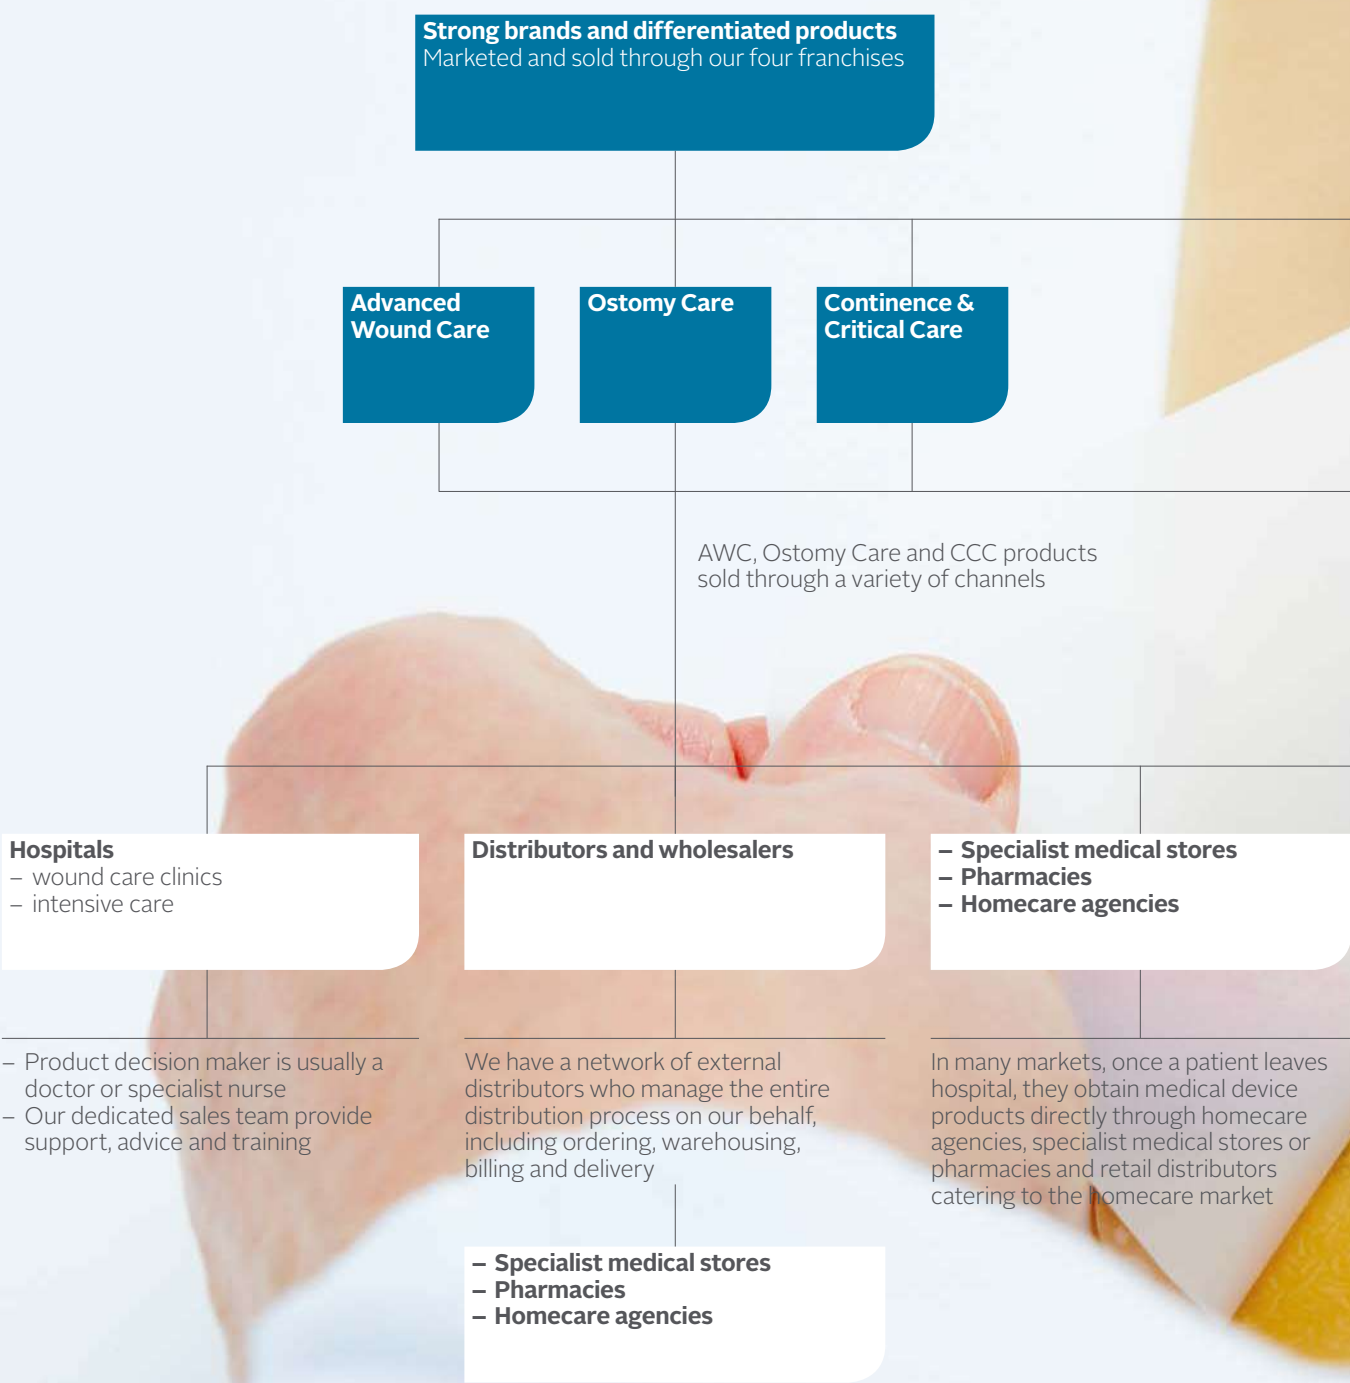 Strong brands and differentiated products
Marketed and sold through our four franchises
Advanced
Wound Care
Ostomy Care
Continence &
Critical Care
AWC, Ostomy Care and CCC products
sold through a variety of channels
Hospitals
– wound care clinics
– intensive care
Distributors and wholesalers
– Specialist medical stores
– Pharmacies
– Homecare agencies
– Product decision maker is usually a
doctor or specialist nurse
– Our dedicated sales team provide
support, advice and training
We have a network of external
distributors who manage the entire
distribution process on our behalf,
including ordering, warehousing,
billing and delivery
In many markets, once a patient leaves
hospital, they obtain medical device
products directly through homecare
agencies, specialist medical stores or
pharmacies and retail distributors
catering to the homecare market
– Specialist medical stores
– Pharmacies
– Homecare agencies